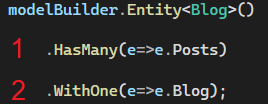 modelBuilder.Entity<Blog>()
1 .HasMany(e=>e.Posts)
2 .WithOne(e=>e.Blog);